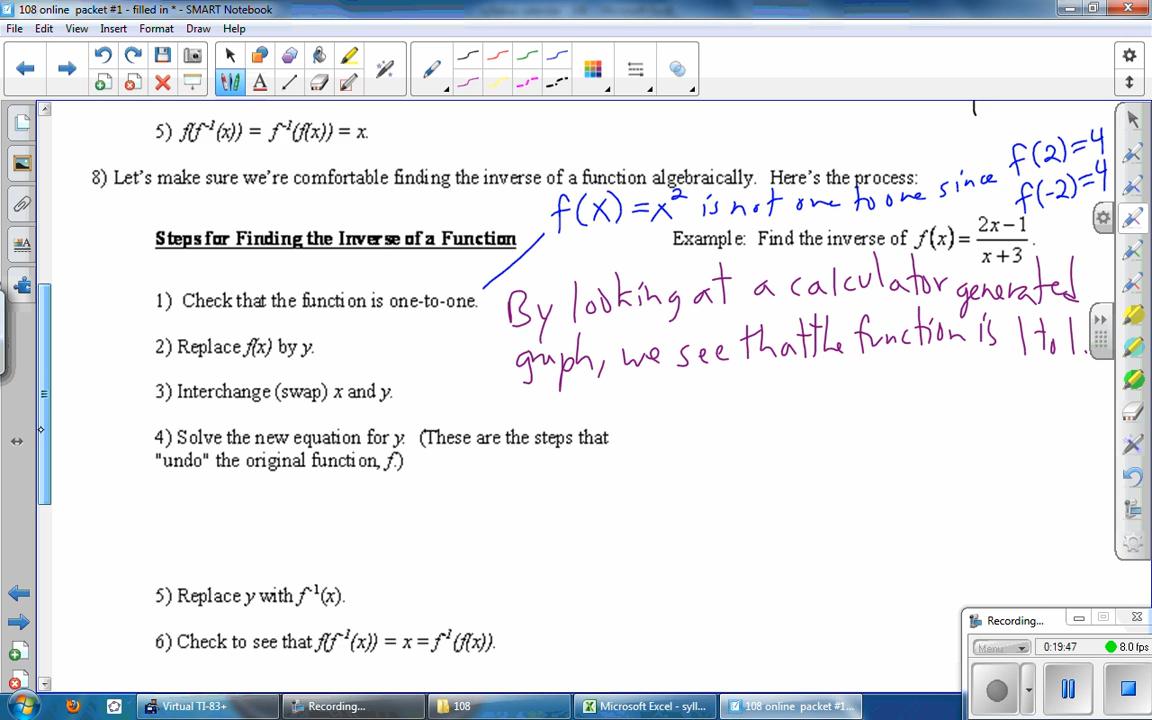 108 online packet #1 - filled in * - SMART Notebook
File Edit View Insert Format Draw Help
5) f(f⁻¹(x)) = f⁻¹(f(x)) = x.
8) Let's make sure we're comfortable finding the inverse of a function algebraically. Here's the process:
f(2)=4
f(x)=x² is not one to one since f(-2)=4
Steps for Finding the Inverse of a Function
Example: Find the inverse of f(x) = (2x−1)/(x+3).
1) Check that the function is one-to-one.
By looking at a calculator generated
graph, we see that the function is 1 to 1.
2) Replace f(x) by y.
3) Interchange (swap) x and y.
4) Solve the new equation for y. (These are the steps that
"undo" the original function, f.)
5) Replace y with f⁻¹(x).
6) Check to see that f(f⁻¹(x)) = x = f⁻¹(f(x)).
Recording...
Menu
0:19:47
8.0 fps
Virtual TI-83+
Recording...
108
Microsoft Excel - syll...
108 online packet #1...
7:20 PM